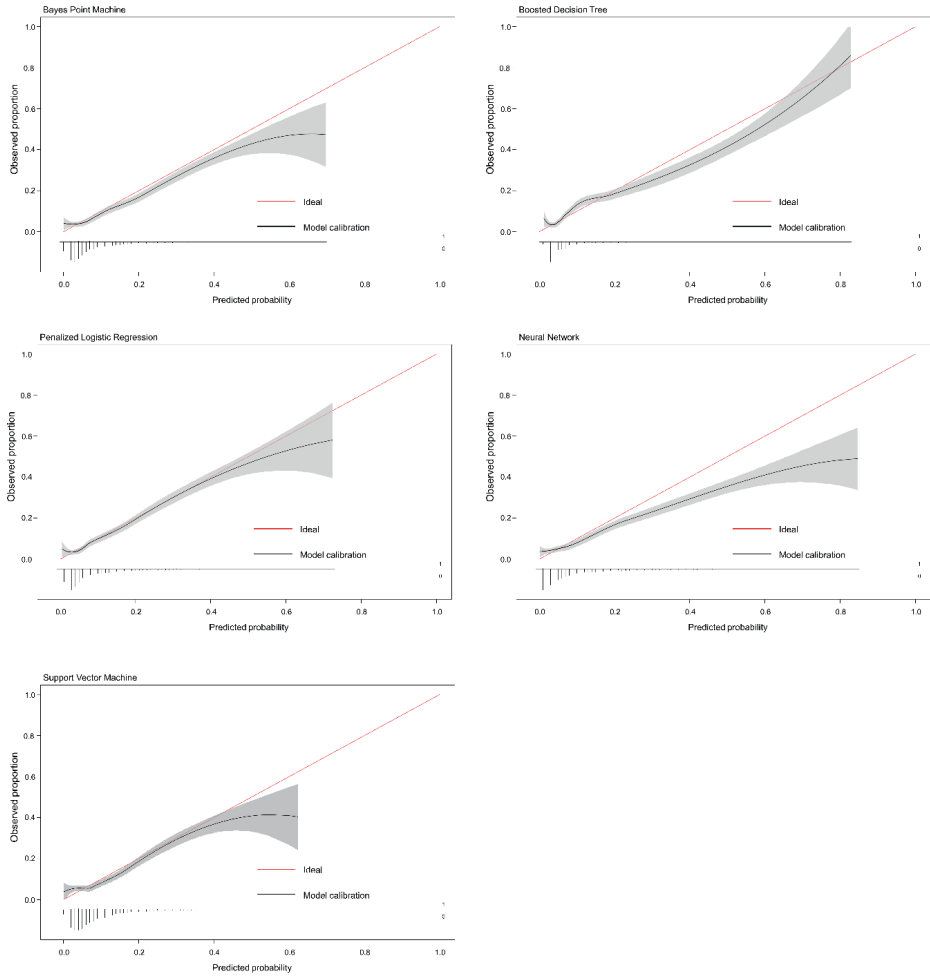 Bayes Point Machine
Observed proportion
1.0
0.8
0.6
0.4
0.2
0.0
Ideal
Model calibration
1
0
0.0 0.2 0.4 0.6 0.8 1.0
Predicted probability
Boosted Decision Tree
Observed proportion
1.0
0.8
0.6
0.4
0.2
0.0
Ideal
Model calibration
1
0
0.0 0.2 0.4 0.6 0.8 1.0
Predicted probability
Penalized Logistic Regression
Observed proportion
1.0
0.8
0.6
0.4
0.2
0.0
Ideal
Model calibration
1
0
0.0 0.2 0.4 0.6 0.8 1.0
Predicted probability
Neural Network
Observed proportion
1.0
0.8
0.6
0.4
0.2
0.0
Ideal
Model calibration
1
0
0.0 0.2 0.4 0.6 0.8 1.0
Predicted probability
Support Vector Machine
Observed proportion
1.0
0.8
0.6
0.4
0.2
0.0
Ideal
Model calibration
1
0
0.0 0.2 0.4 0.6 0.8 1.0
Predicted probability